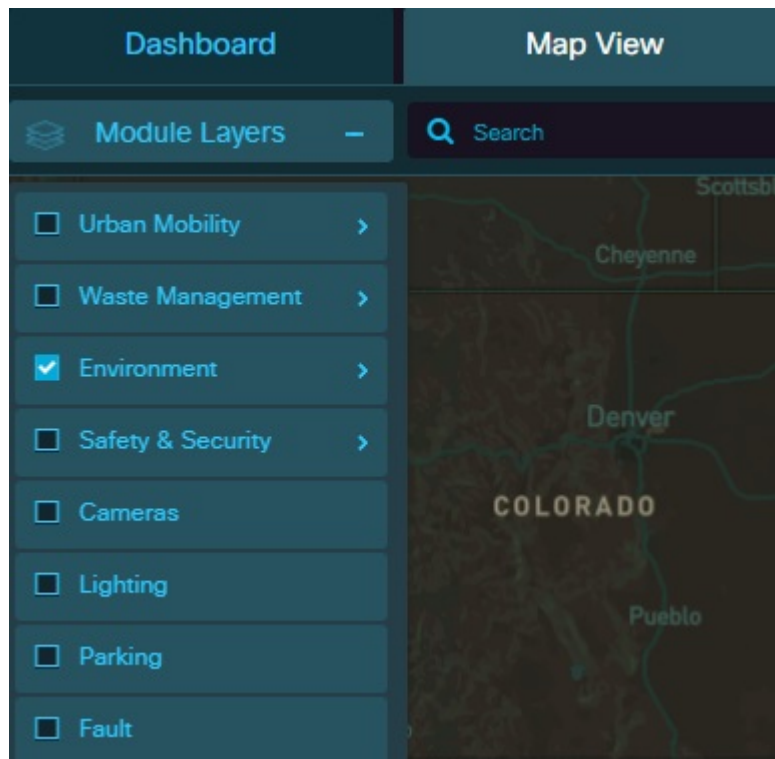 Dashboard
Map View
Module Layers
Search
Urban Mobility
Waste Management
Environment
Safety & Security
Cameras
Lighting
Parking
Fault
Cheyenne
Denver
COLORADO
Pueblo